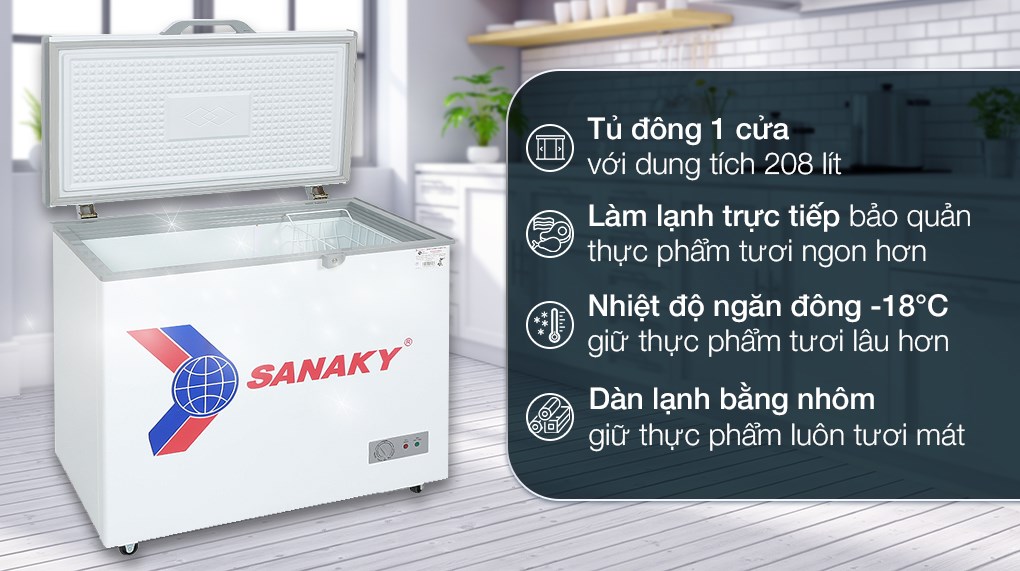 SANAKY®
Tủ đông 1 cửa
với dung tích 208 lít
Làm lạnh trực tiếp bảo quản
thực phẩm tươi ngon hơn
Nhiệt độ ngăn đông -18°C
giữ thực phẩm tươi lâu hơn
Dàn lạnh bằng nhôm
giữ thực phẩm luôn tươi mát